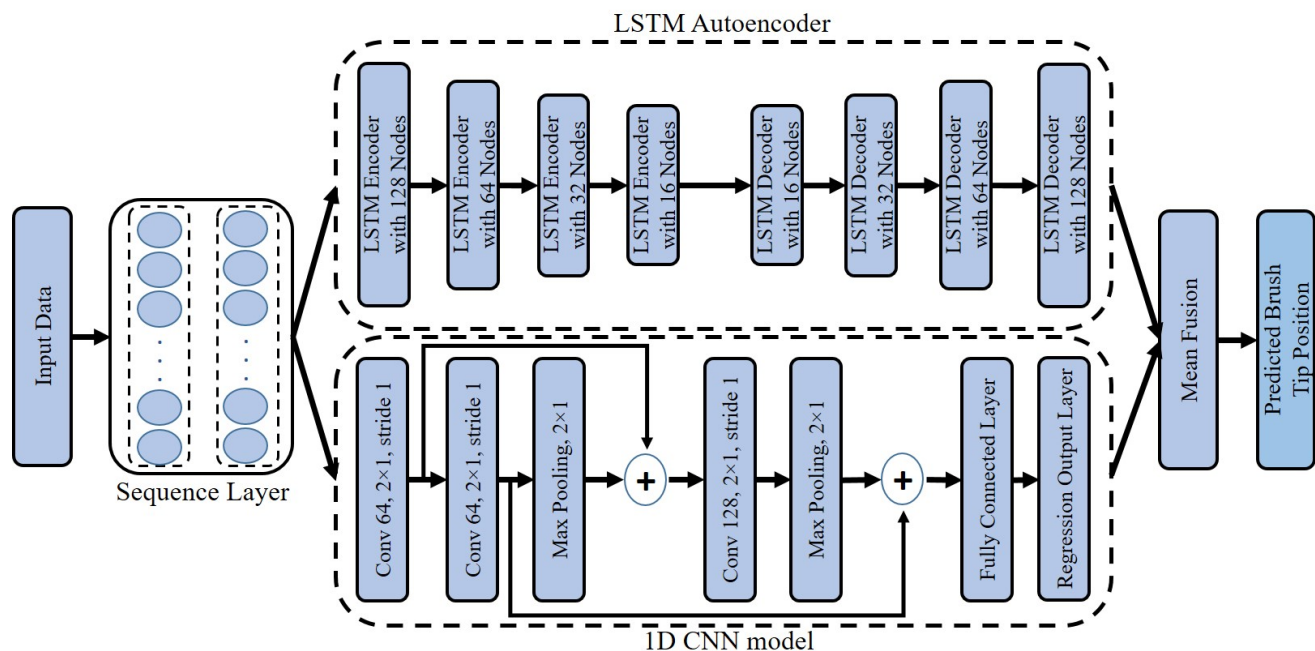 LSTM Autoencoder
Input Data
Sequence Layer
LSTM Encoder
with 128 Nodes
LSTM Encoder
with 64 Nodes
LSTM Encoder
with 32 Nodes
LSTM Encoder
with 16 Nodes
LSTM Decoder
with 16 Nodes
LSTM Decoder
with 32 Nodes
LSTM Decoder
with 64 Nodes
LSTM Decoder
with 128 Nodes
Conv 64, 2×1, stride 1
Conv 64, 2×1, stride 1
Max Pooling, 2×1
+
Conv 128, 2×1, stride 1
Max Pooling, 2×1
+
Fully Connected Layer
Regression Output Layer
1D CNN model
Mean Fusion
Predicted Brush
Tip Position